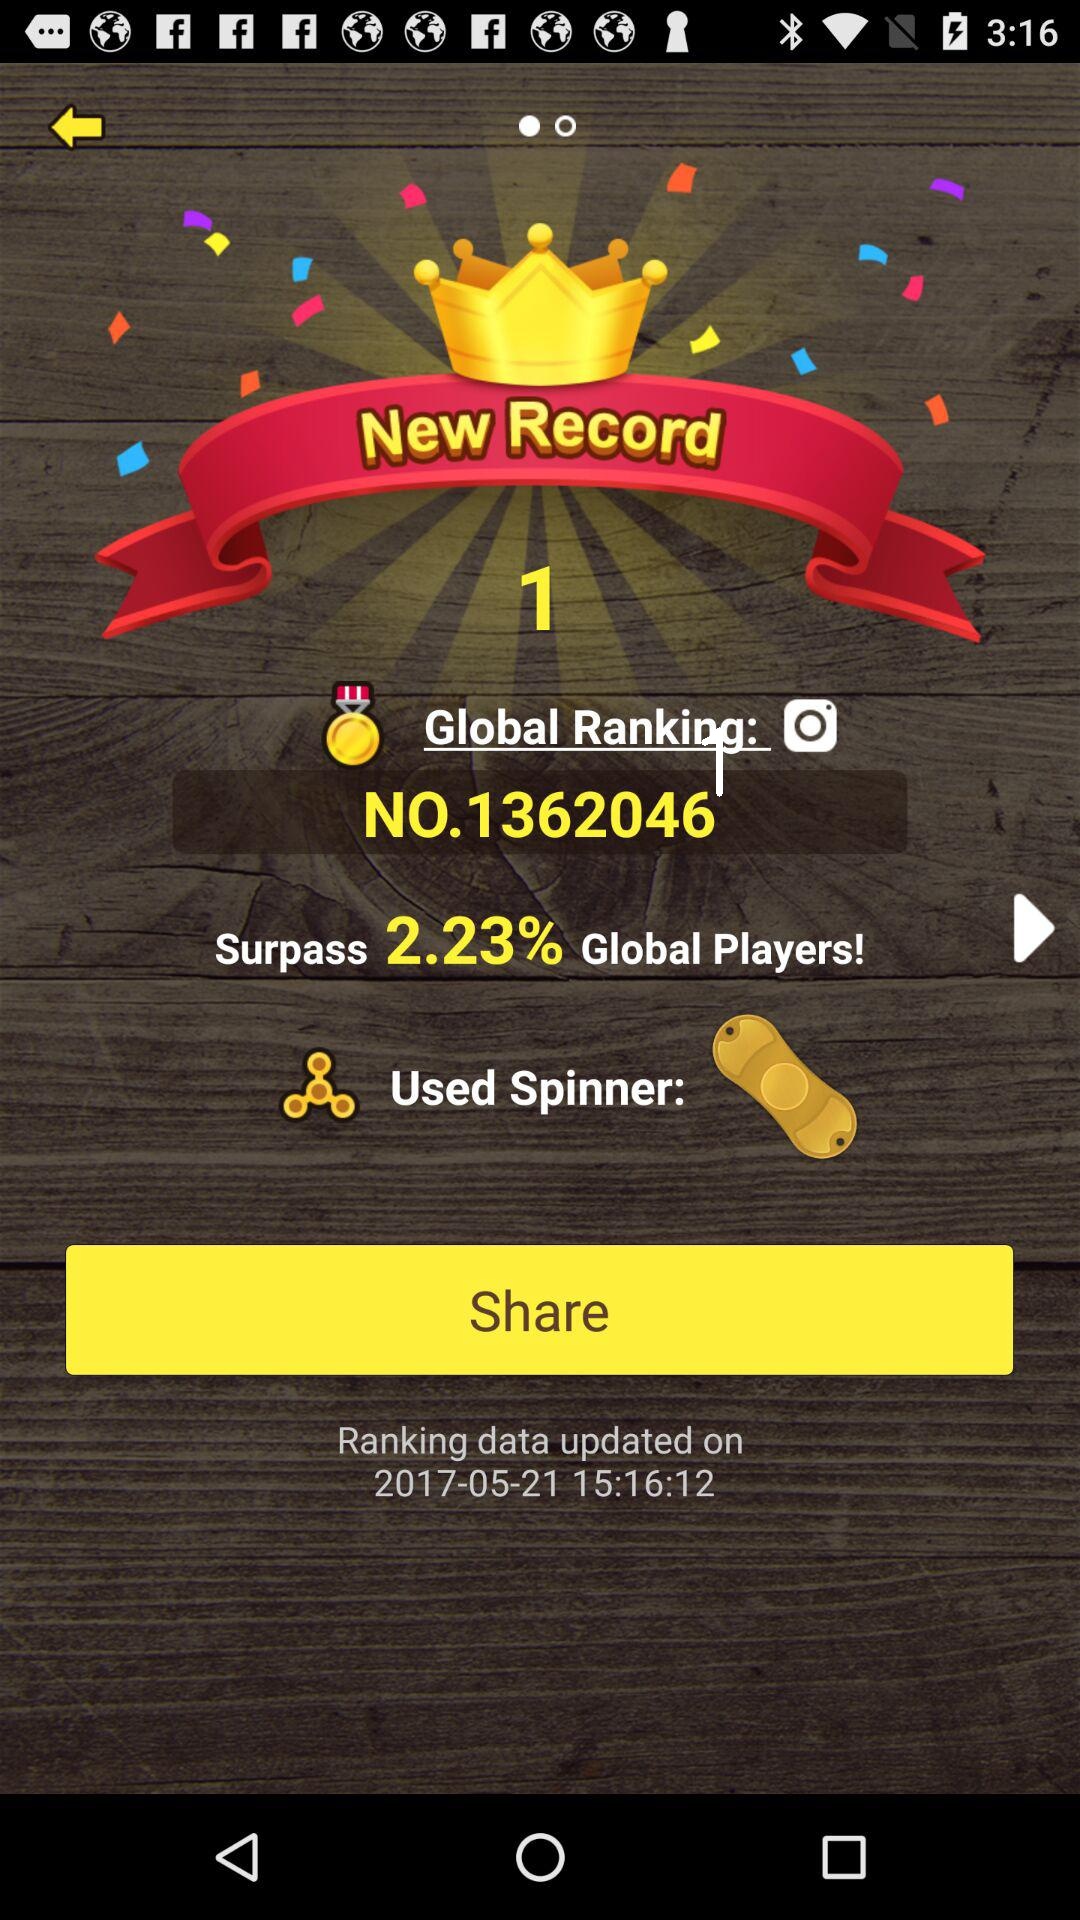 3:16
New Record
1
Global Ranking:
NO.1362046
Surpass 2.23% Global Players!
Used Spinner:
Share
Ranking data updated on
2017-05-21 15:16:12